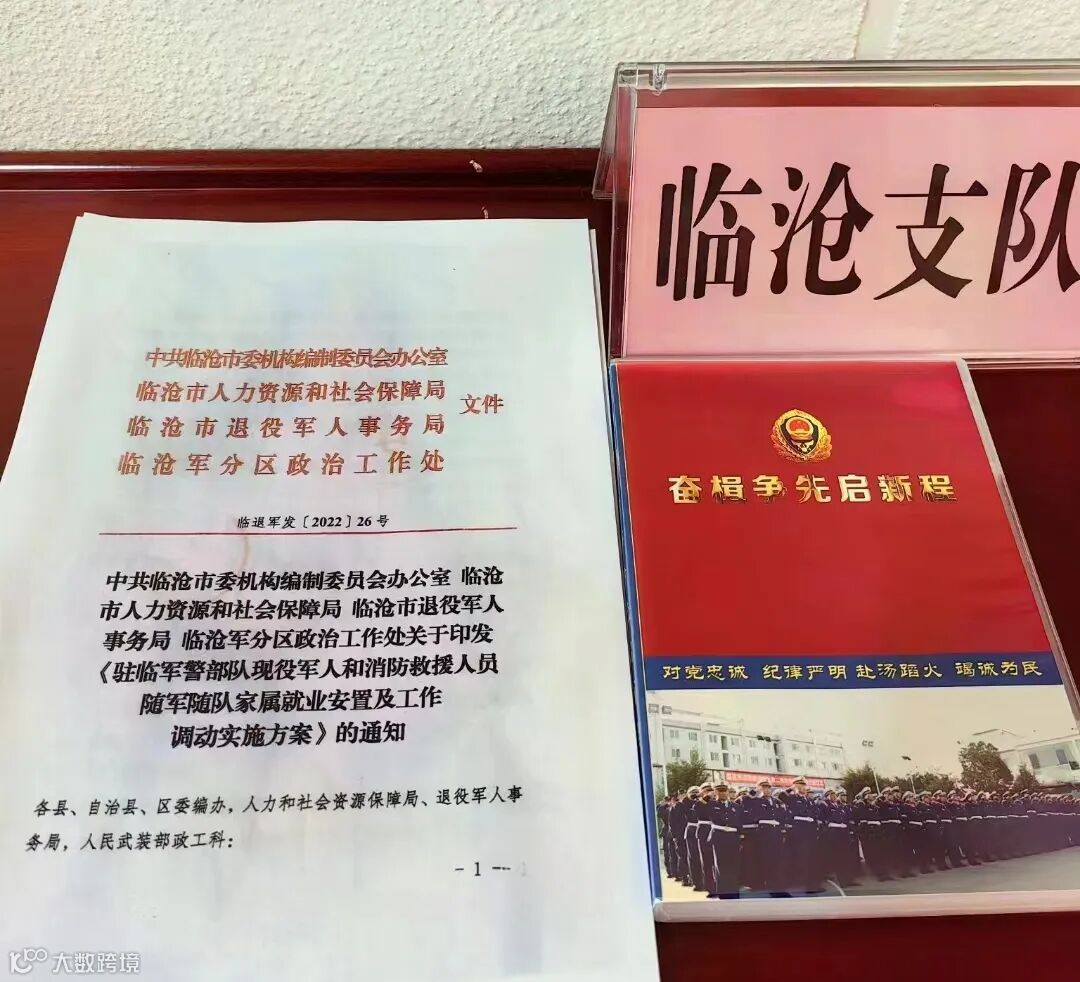 临沧支队
中共临沧市委机构编制委员会办公室
临沧市人力资源和社会保障局
文件
临沧市退役军人事务局
临沧军分区政治工作处
临退军发〔2022〕26号
中共临沧市委机构编制委员会办公室 临沧
市人力资源和社会保障局 临沧市退役军人
事务局 临沧军分区政治工作处关于印发
《驻临军警部队现役军人和消防救援人员
随军随队家属就业安置及工作
调动实施方案》的通知
各县、自治县、区委编办，人力和社会资源保障局、退役军人事
务局，人民武装部政工科：
- 1 -
奋楫争先启新程
对党忠诚 纪律严明 赴汤蹈火 竭诚为民
大数跨境